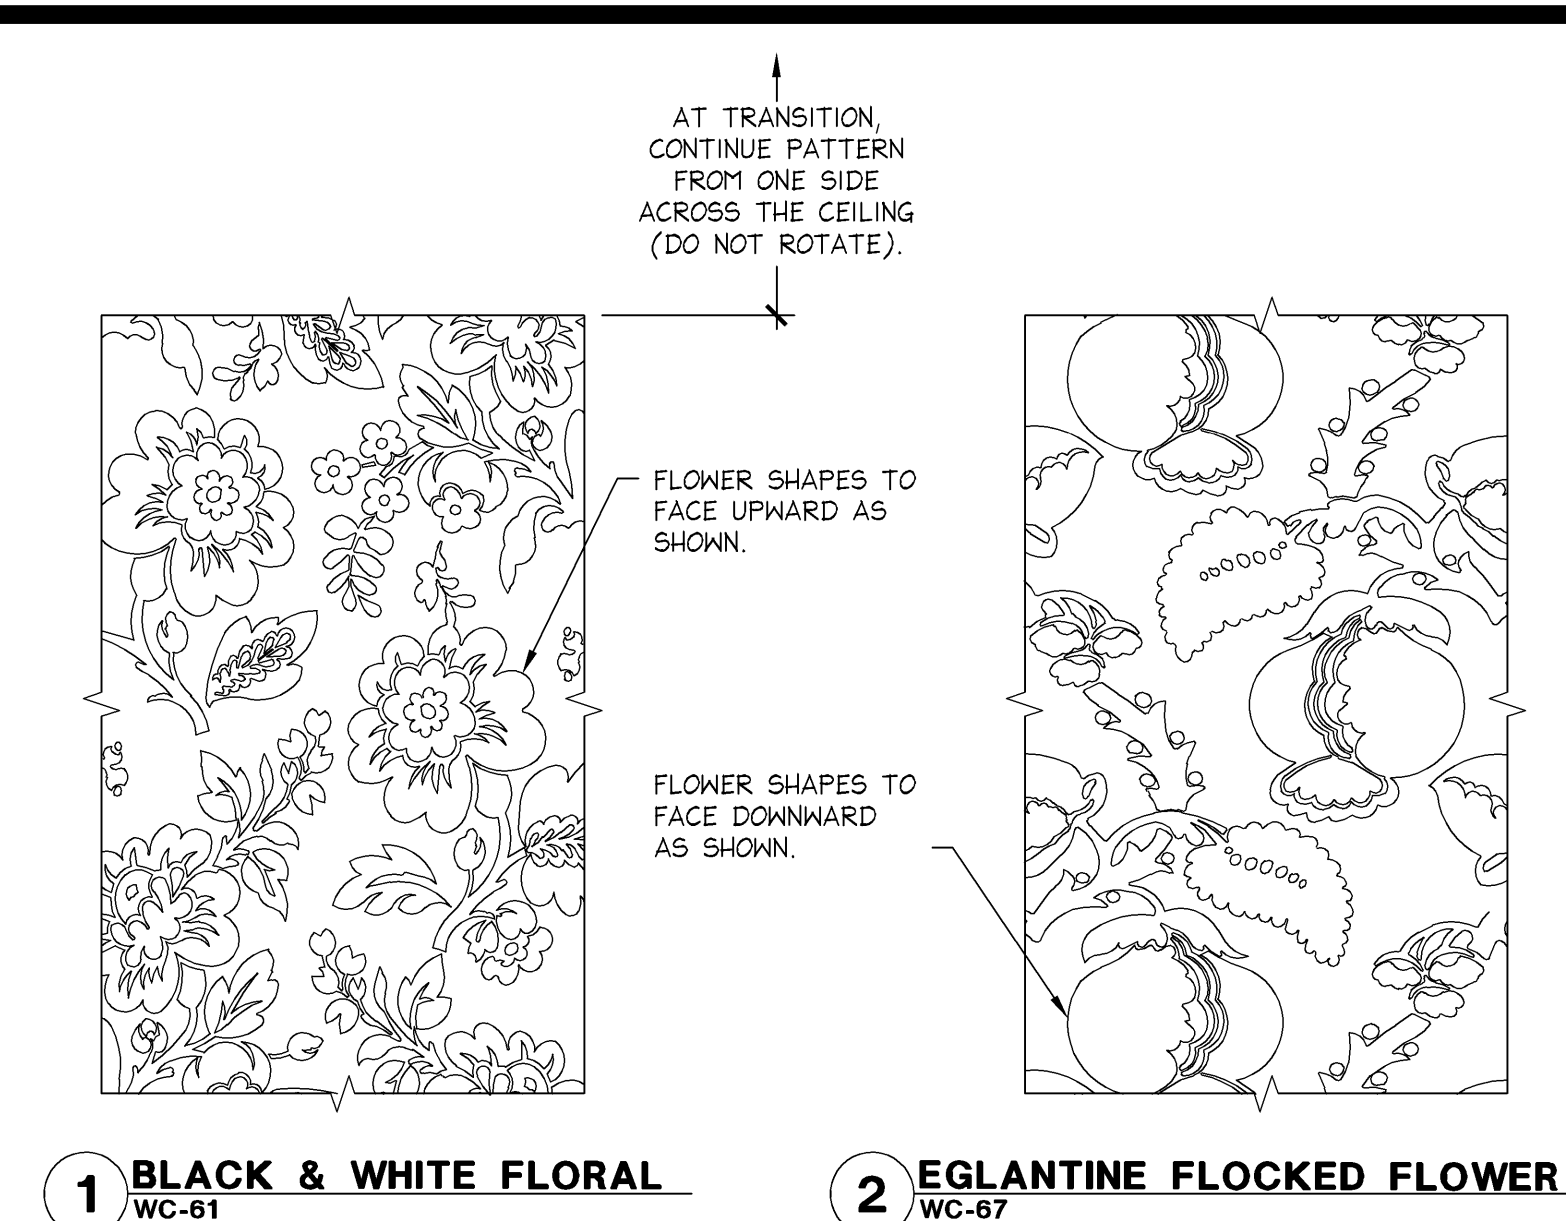 AT TRANSITION,
CONTINUE PATTERN
FROM ONE SIDE
ACROSS THE CEILING
(DO NOT ROTATE).
FLOWER SHAPES TO
FACE UPWARD AS
SHOWN.
FLOWER SHAPES TO
FACE DOWNWARD
AS SHOWN.
1 BLACK & WHITE FLORAL
WC-61
2 EGLANTINE FLOCKED FLOWER
WC-67